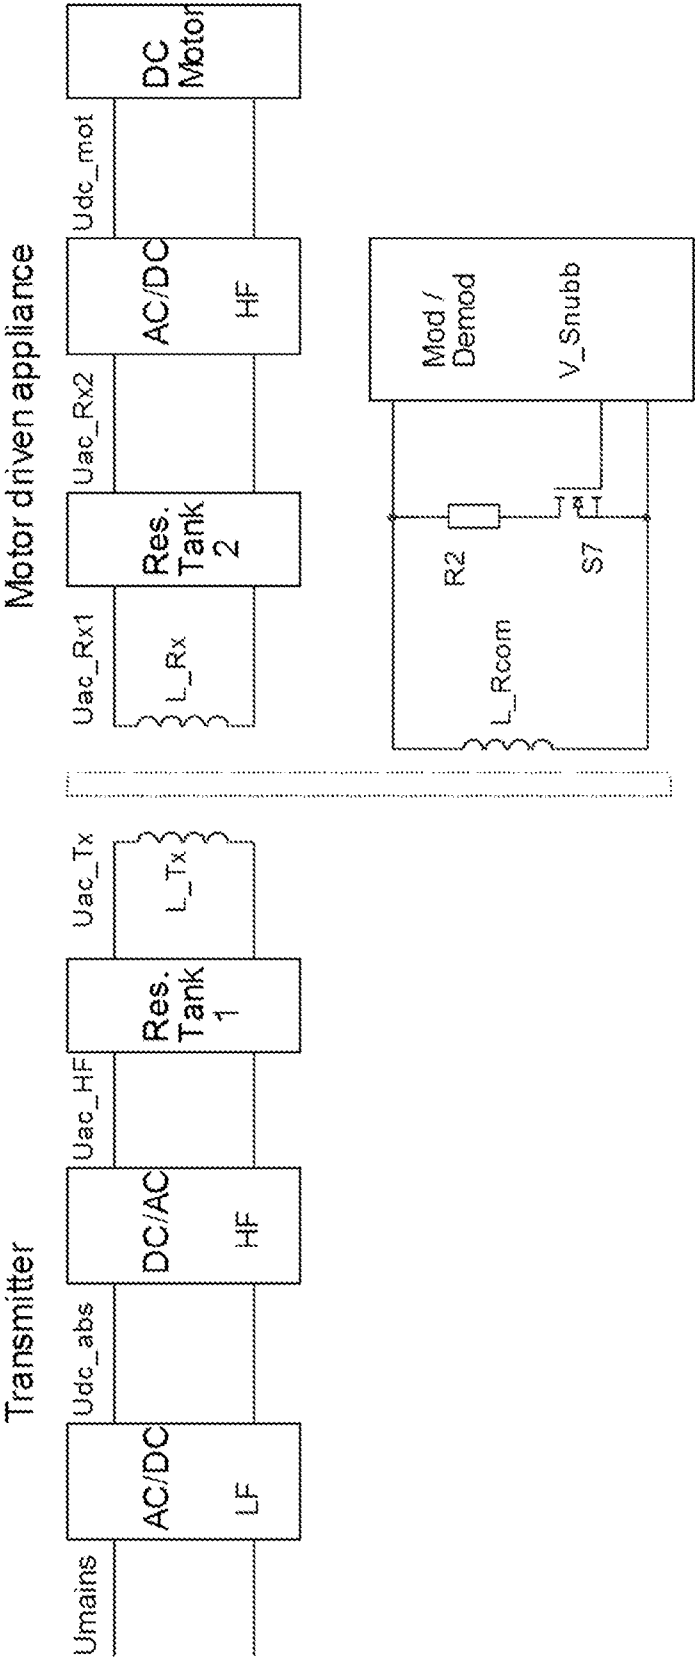 Transmitter
Motor driven appliance
Umains
AC/DC
LF
Udc_abs
DC/AC
HF
Uac_HF
Res.
Tank
1
Uac_Tx
L_Tx
Uac_Rx1
L_Rx
Res.
Tank
2
Uac_Rx2
AC/DC
HF
Udc_mot
DC
Motor
L_Rcom
R2
S7
Mod /
Demod
V_Snubb